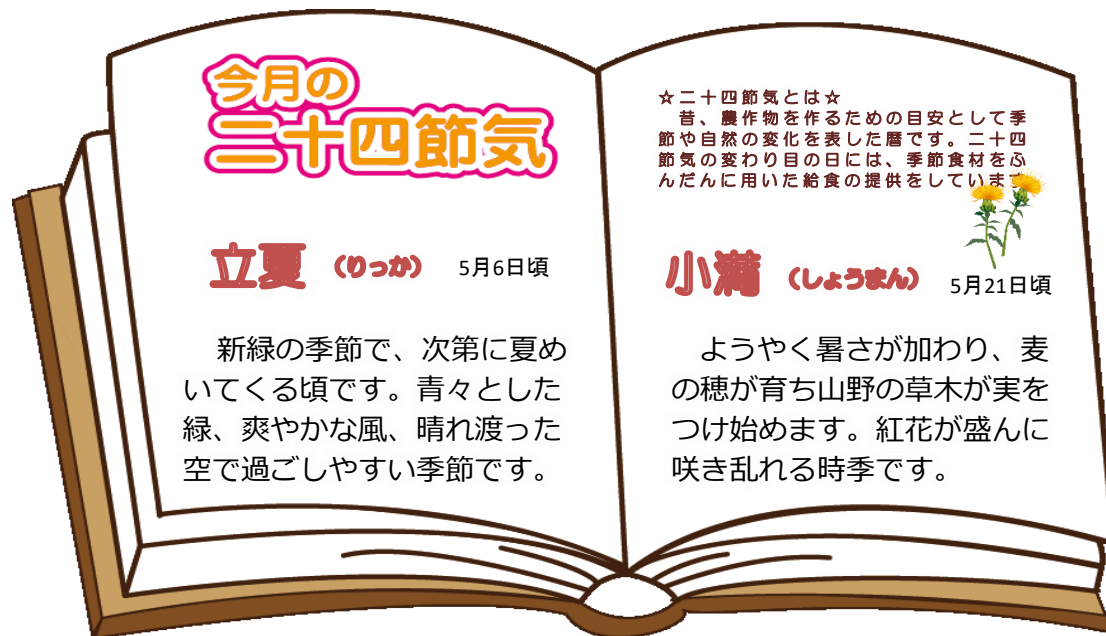 今月の
二十四節気
立夏 (りっか) 5月6日頃
新緑の季節で、次第に夏め
いてくる頃です。青々とした
緑、爽やかな風、晴れ渡った
空で過ごしやすい季節です。
☆二十四節気とは☆
昔、農作物を作るための目安として季
節や自然の変化を表した暦です。二十四
節気の変わり目の日には、季節食材をふ
んだんに用いた給食の提供をしています
小満 (しょうまん) 5月21日頃
ようやく暑さが加わり、麦
の穂が育ち山野の草木が実を
つけ始めます。紅花が盛んに
咲き乱れる時季です。